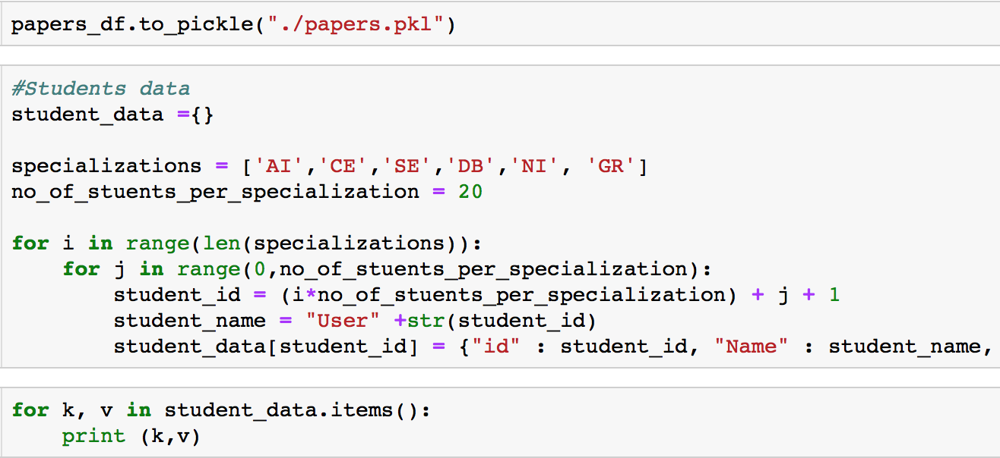 papers_df.to_pickle("./papers.pkl")
#Students data
student_data ={}
specializations = ['AI','CE','SE','DB','NI', 'GR']
no_of_stuents_per_specialization = 20
for i in range(len(specializations)):
    for j in range(0,no_of_stuents_per_specialization):
        student_id = (i*no_of_stuents_per_specialization) + j + 1
        student_name = "User" +str(student_id)
        student_data[student_id] = {"id" : student_id, "Name" : student_name,
for k, v in student_data.items():
    print (k,v)